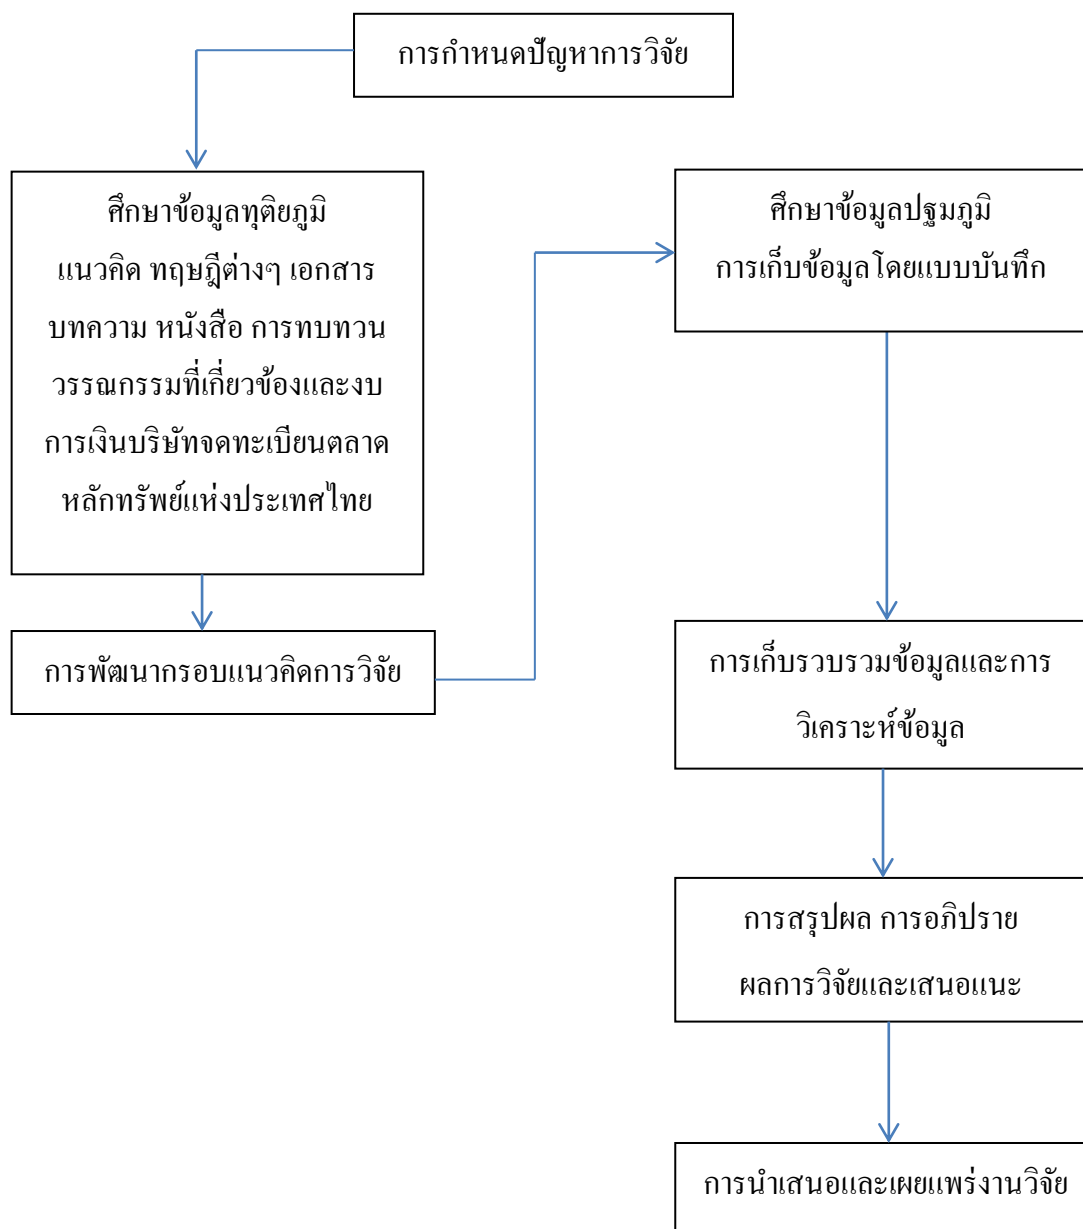 การกำหนดปัญหาการวิจัย
ศึกษาข้อมูลทุติยภูมิ
แนวคิด ทฤษฎีต่างๆ เอกสาร
บทความ หนังสือ การทบทวน
วรรณกรรมที่เกี่ยวข้องและงบ
การเงินบริษัทจดทะเบียนตลาด
หลักทรัพย์แห่งประเทศไทย
การพัฒนากรอบแนวคิดการวิจัย
ศึกษาข้อมูลปฐมภูมิ
การเก็บข้อมูลโดยแบบบันทึก
การเก็บรวบรวมข้อมูลและการ
วิเคราะห์ข้อมูล
การสรุปผล การอภิปราย
ผลการวิจัยและเสนอแนะ
การนำเสนอและเผยแพร่งานวิจัย